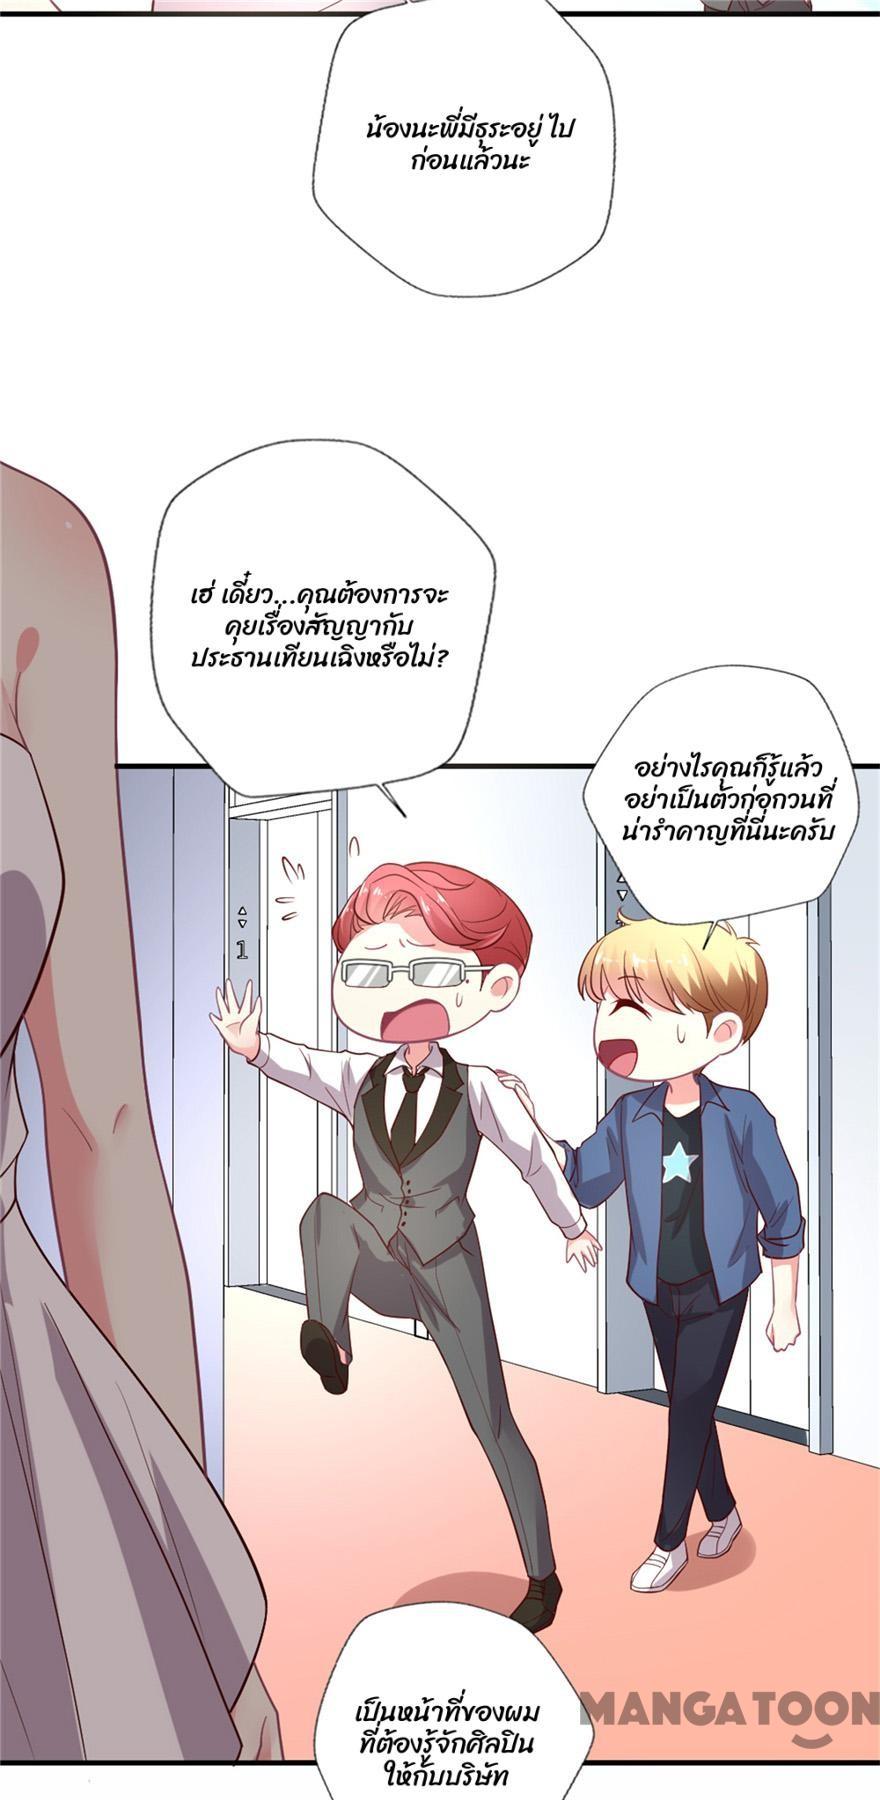 น้องนะพี่มีธุระอยู่ ไป
ก่อนแล้วนะ
เฮ่ เดี๋ยว...คุณต้องการจะ
คุยเรื่องสัญญากับ
ประธานเทียนเฉิงหรือไม่?
อย่างไรคุณก็รู้แล้ว
อย่าเป็นตัวก่อกวนที่
น่ารำคาญที่นี่นะครับ
1
เป็นหน้าที่ของผม
ที่ต้องรู้จักศิลปิน
ให้กับบริษัท
MANGATOON